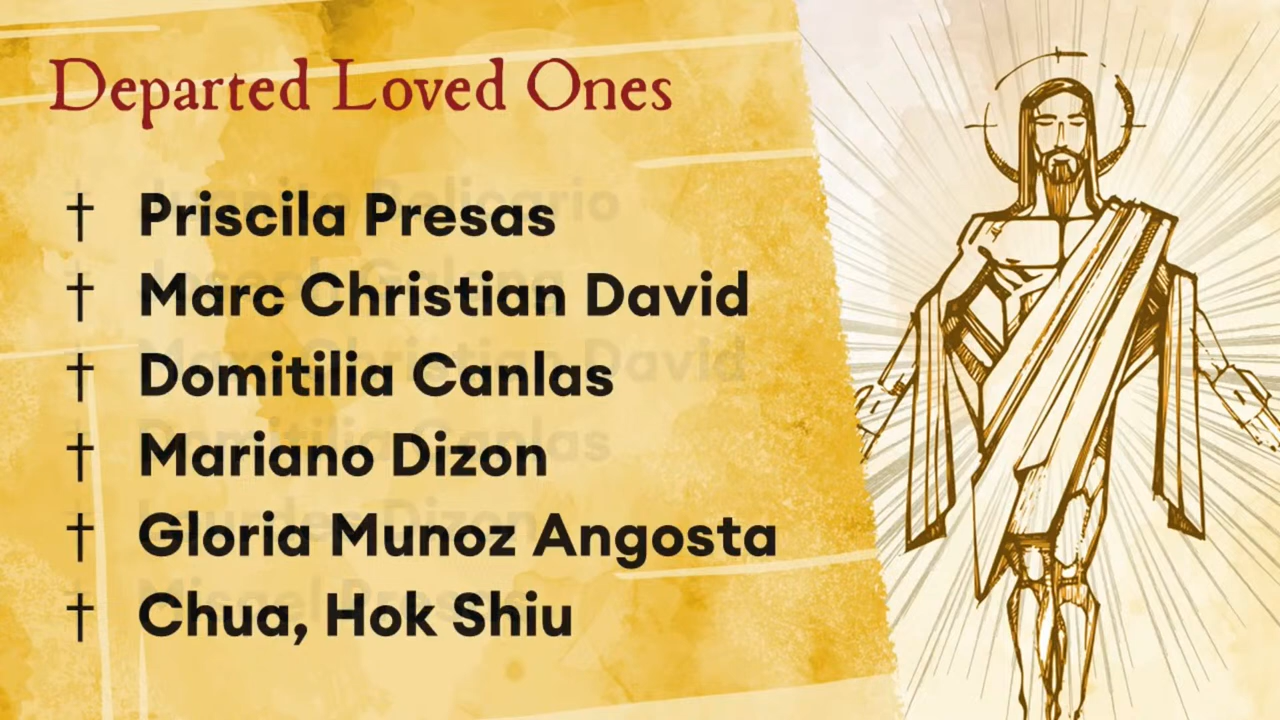 Departed Loved Ones
† Priscila Presas
† Marc Christian David
† Domitilia Canlas
† Mariano Dizon
† Gloria Munoz Angosta
† Chua, Hok Shiu